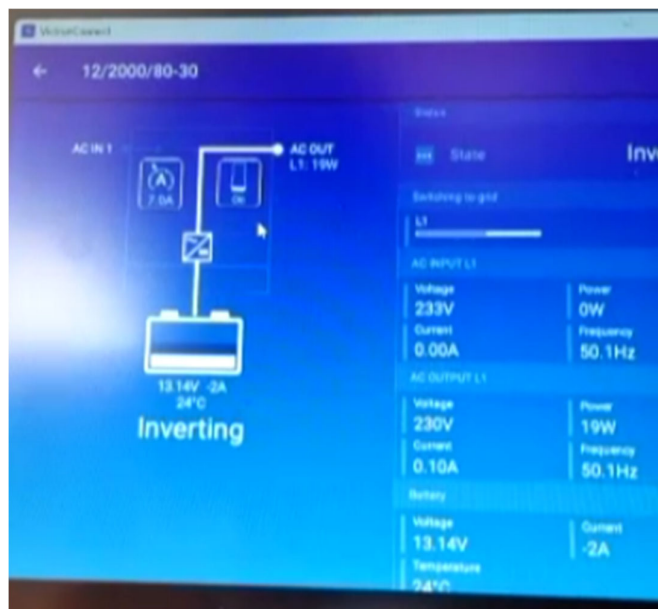 VictronConnect
12/2000/80-30
AC IN 1
7.0A
On
AC OUT
L1: 19W
13.14V -2A
24°C
Inverting
Status
State
Inv
Switching to grid
L1
AC INPUT L1
Voltage
Power
233V
0W
Current
Frequency
0.00A
50.1Hz
AC OUTPUT L1
Voltage
Power
230V
19W
Current
Frequency
0.10A
50.1Hz
Battery
Voltage
Current
13.14V
-2A
Temperature
24°C